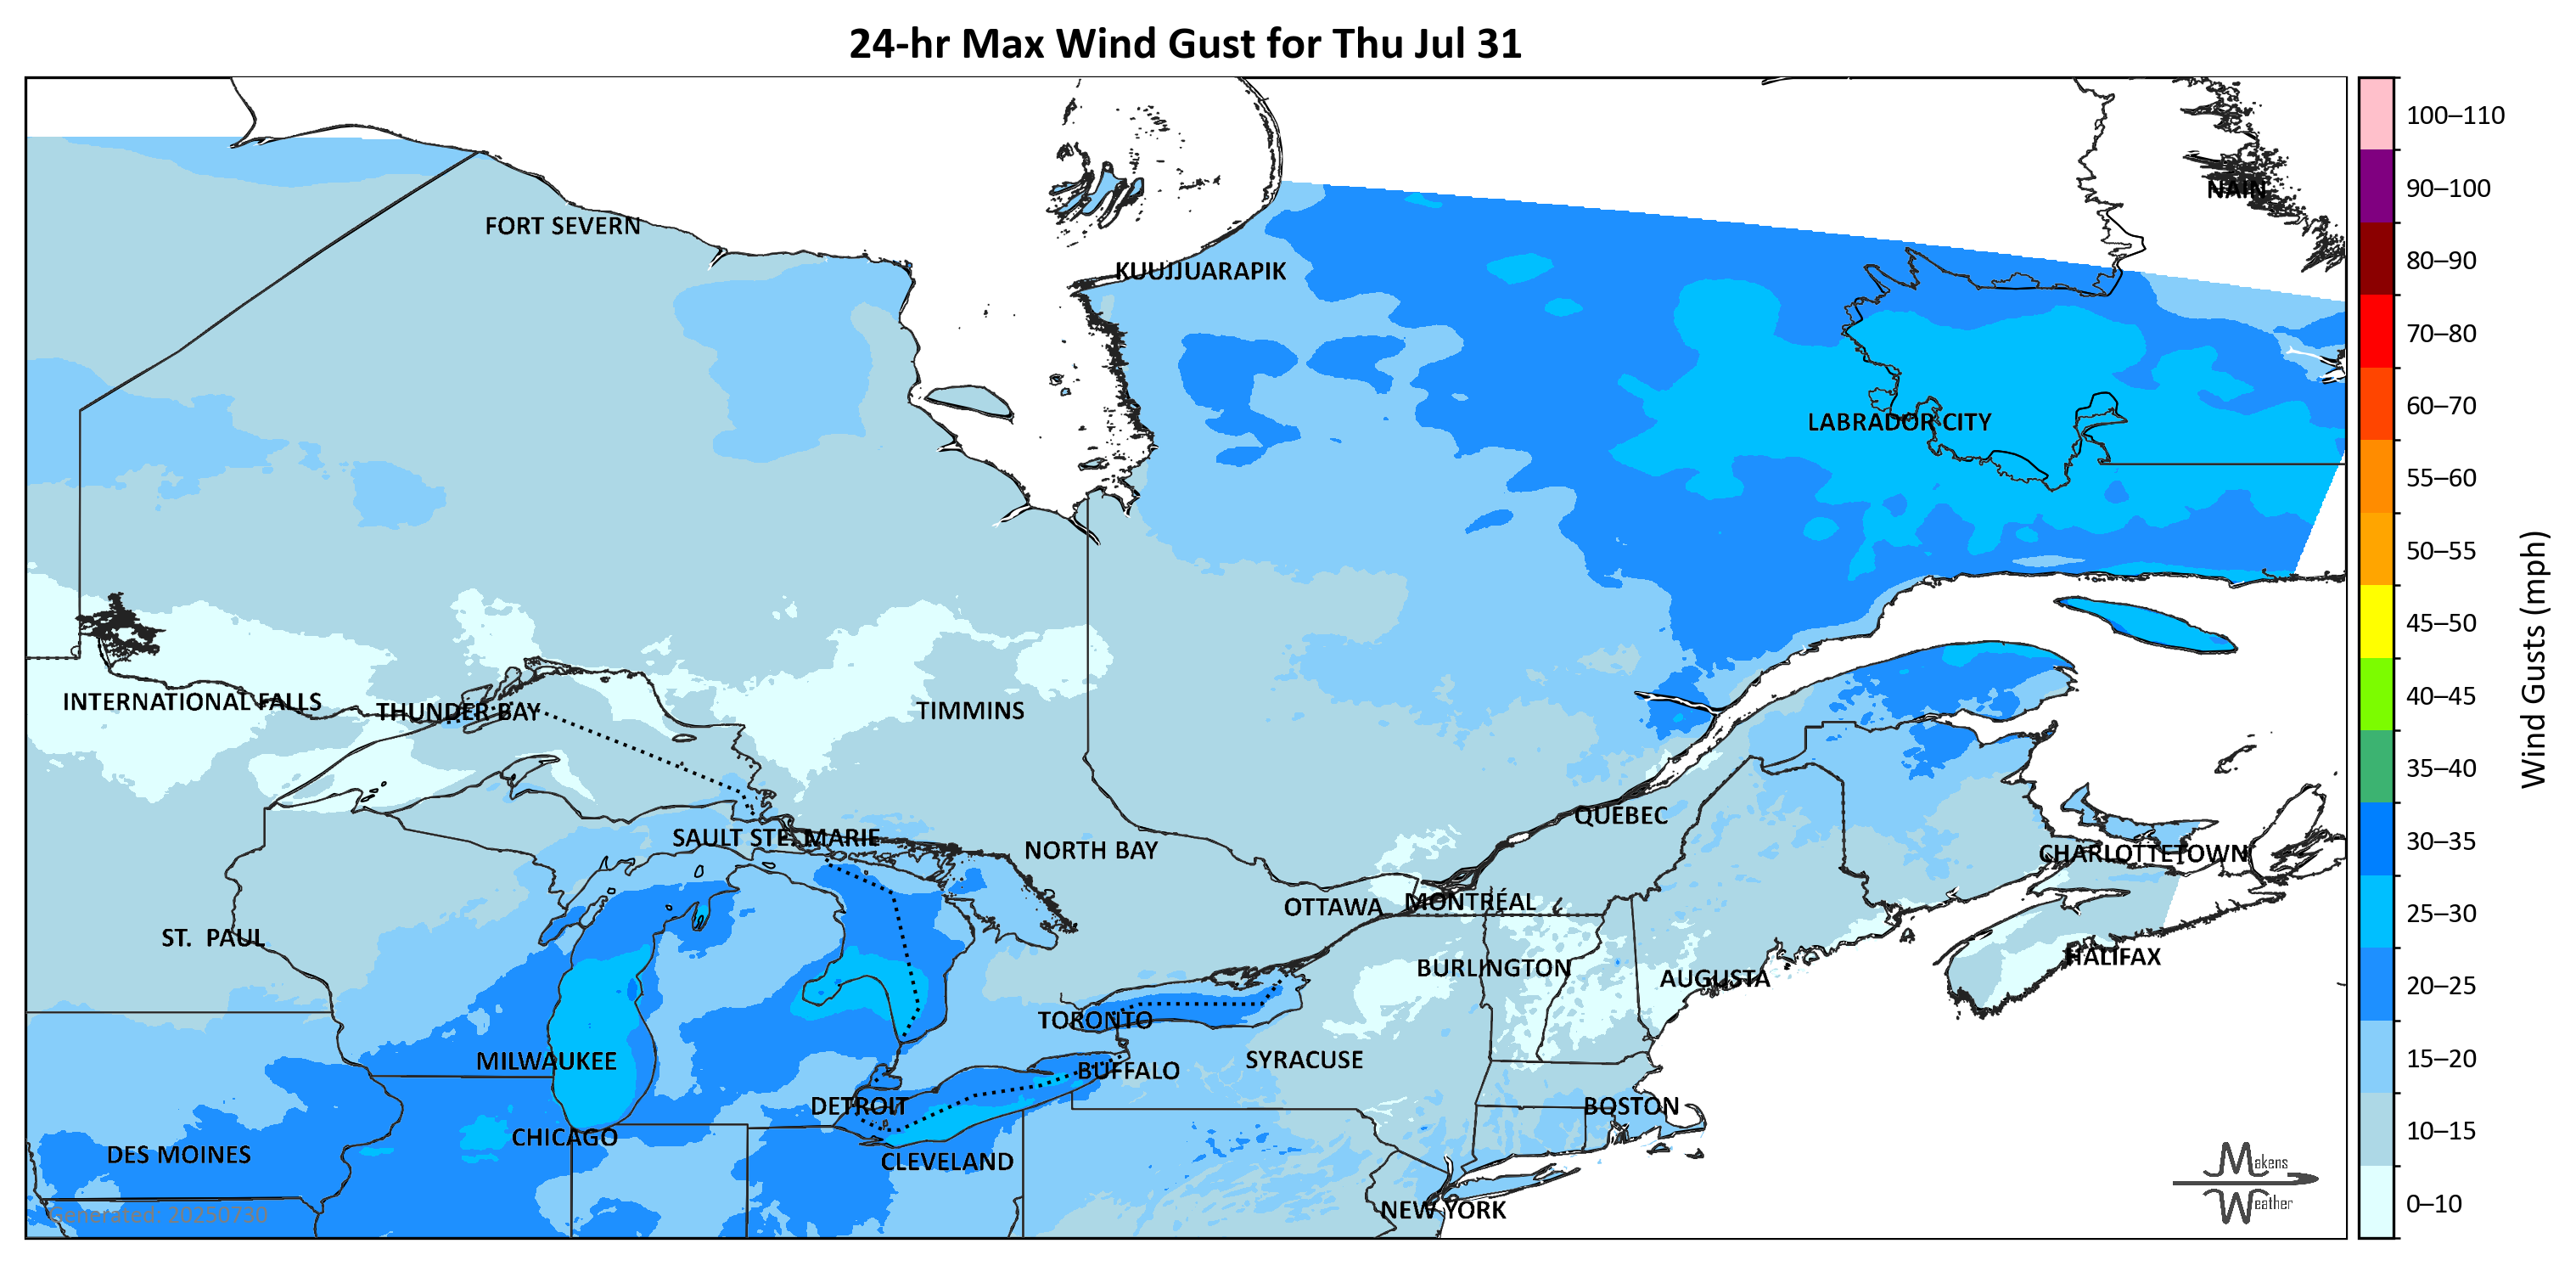 24-hr Max Wind Gust for Thu Jul 31
100–110
90–100
NAIN
FORT SEVERN
80–90
KUUJJUARAPIK
70–80
60–70
LABRADOR CITY
55–60
50–55
45–50
Wind Gusts (mph)
40–45
INTERNATIONAL FALLS
THUNDER BAY
TIMMINS
35–40
QUEBEC
30–35
SAULT STE. MARIE
NORTH BAY
CHARLOTTETOWN
OTTAWA
MONTRÉAL
25–30
ST. PAUL
HALIFAX
BURLINGTON
AUGUSTA
20–25
TORONTO
MILWAUKEE
SYRACUSE
15–20
BUFFALO
DETROIT
BOSTON
10–15
CHICAGO
DES MOINES
CLEVELAND
Makens
Weather
NEW YORK
0–10
Generated: 20250730